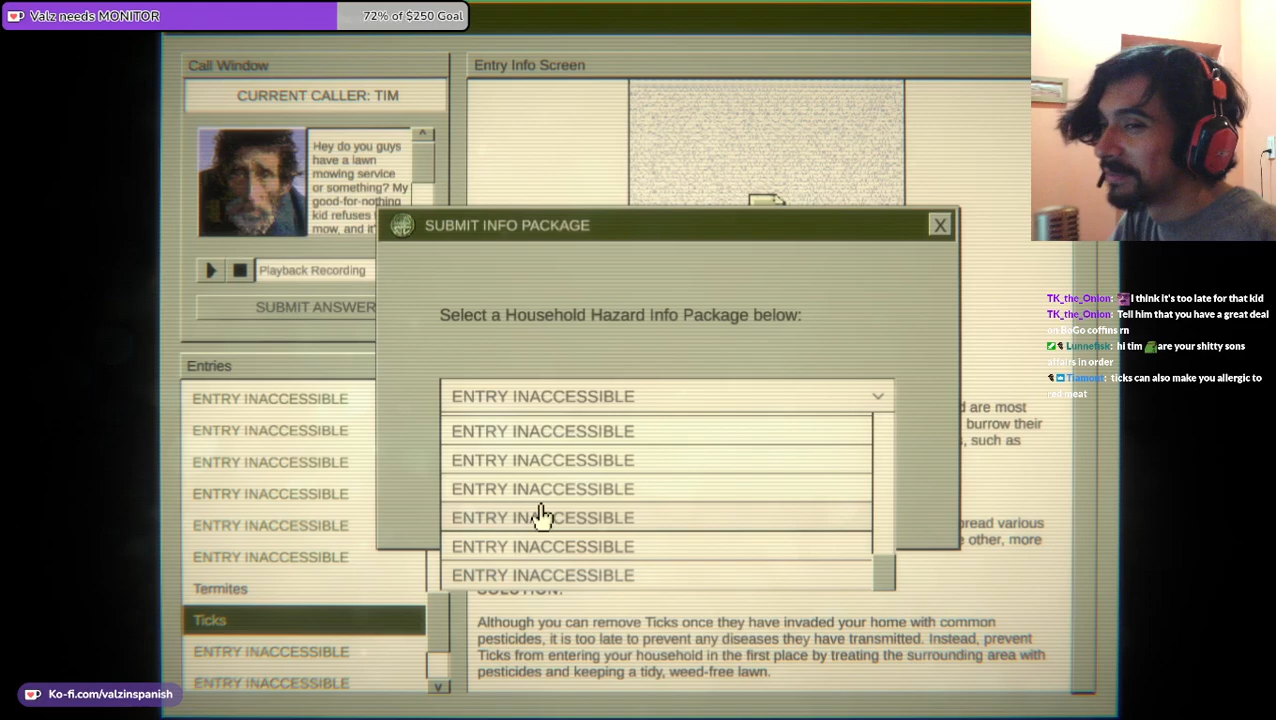 Valz needs MONITOR
72% of $250 Goal
Call Window
CURRENT CALLER: TIM
Hey do you guys
have a lawn
mowing service
or something? My
good-for-nothing
kid refuses
mow, and
Playback Recording
SUBMIT ANSWER
Entries
ENTRY INACCESSIBLE
ENTRY INACCESSIBLE
ENTRY INACCESSIBLE
ENTRY INACCESSIBLE
ENTRY INACCESSIBLE
ENTRY INACCESSIBLE
Termites
Ticks
ENTRY INACCESSIBLE
ENTRY INACCESSIBLE
Ko-fi.com/valzinspanish
Entry Info Screen
SUBMIT INFO PACKAGE
X
Select a Household Hazard Info Package below:
ENTRY INACCESSIBLE
ENTRY INACCESSIBLE
ENTRY INACCESSIBLE
ENTRY INACCESSIBLE
ENTRY INACCESSIBLE
ENTRY INACCESSIBLE
ENTRY INACCESSIBLE
d are most
burrow their
s, such as
pread various
e other, more
SOLUTION:
Although you can remove Ticks once they have invaded your home with common
pesticides, it is too late to prevent any diseases they have transmitted. Instead, prevent
Ticks from entering your household in the first place by treating the surrounding area with
pesticides and keeping a tidy, weed-free lawn.
TK_the_Onion: I think it's too late for that kid
TK_the_Onion: Tell him that you have a great deal
on BoGo coffins rn
Lunnefisk: hi tim are your shitty sons
affairs in order
Tiamour: ticks can also make you allergic to
red meat